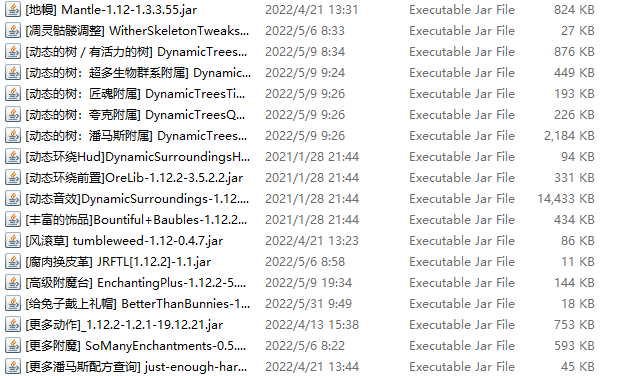 [地幔] Mantle-1.12-1.3.3.55.jar 2022/4/21 13:31 Executable Jar File 824 KB
[凋灵骷髅调整] WitherSkeletonTweaks... 2022/5/6 8:33 Executable Jar File 27 KB
[动态的树 / 有活力的树] DynamicTrees... 2022/5/9 8:34 Executable Jar File 876 KB
[动态的树：超多生物群系附属] Dynamic... 2022/5/9 9:24 Executable Jar File 449 KB
[动态的树：匠魂附属] DynamicTreesTi... 2022/5/9 9:26 Executable Jar File 193 KB
[动态的树：夸克附属] DynamicTreesQ... 2022/5/9 9:26 Executable Jar File 226 KB
[动态的树：潘马斯附属] DynamicTrees... 2022/5/9 9:26 Executable Jar File 2,184 KB
[动态环绕Hud]DynamicSurroundingsH... 2021/1/28 21:44 Executable Jar File 94 KB
[动态环绕前置]OreLib-1.12.2-3.5.2.2.jar 2021/1/28 21:44 Executable Jar File 331 KB
[动态音效]DynamicSurroundings-1.12.... 2021/1/28 21:44 Executable Jar File 14,433 KB
[丰富的饰品]Bountiful+Baubles-1.12.2... 2021/1/28 21:44 Executable Jar File 434 KB
[风滚草] tumbleweed-1.12-0.4.7.jar 2022/4/21 13:23 Executable Jar File 86 KB
[腐肉换皮革] JRFTL[1.12.2]-1.1.jar 2022/5/6 8:58 Executable Jar File 11 KB
[高级附魔台] EnchantingPlus-1.12.2-5.... 2022/5/9 19:34 Executable Jar File 144 KB
[给兔子戴上礼帽] BetterThanBunnies-1... 2022/5/31 9:49 Executable Jar File 18 KB
[更多动作]_1.12.2-1.2.1-19.12.21.jar 2022/4/13 15:38 Executable Jar File 753 KB
[更多附魔] SoManyEnchantments-0.5.... 2022/5/6 8:22 Executable Jar File 593 KB
[更多潘马斯配方查询] just-enough-har... 2022/4/21 13:44 Executable Jar File 45 KB